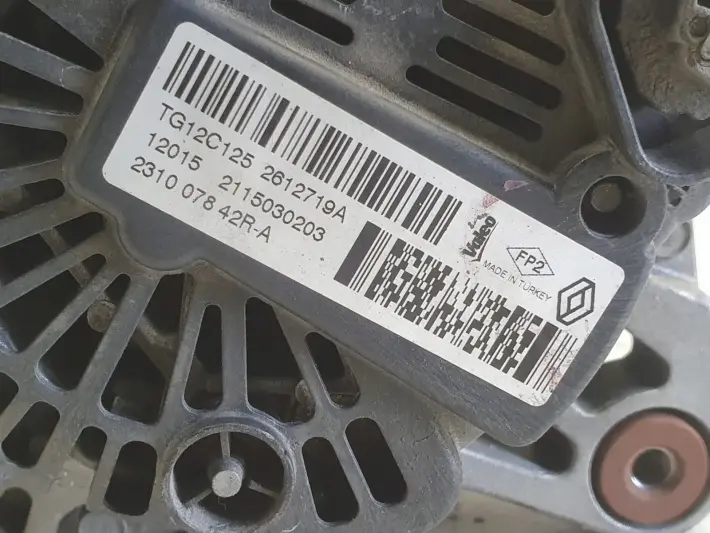 TG12C125 2612719A
12015 2115030203
2310 078 42R-A
Valeo
MADE IN TURKEY
FP2